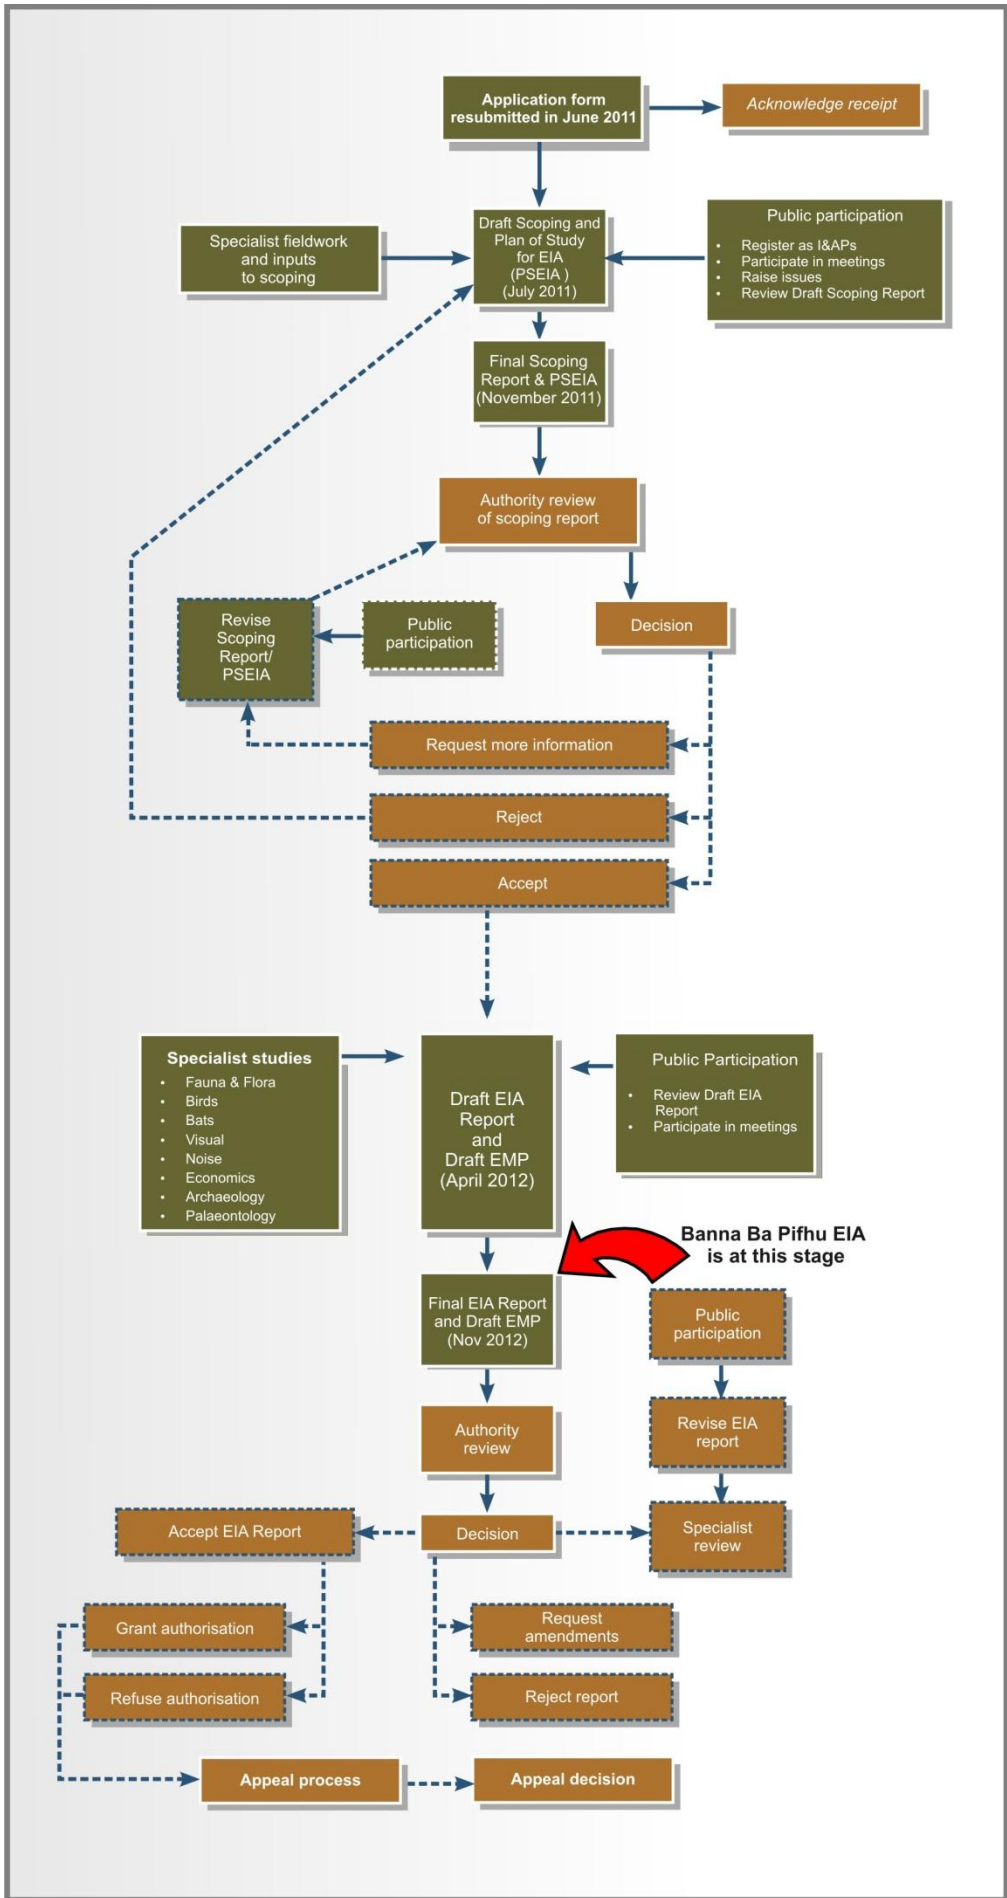 Application form
resubmitted in June 2011
Acknowledge receipt
Specialist fieldwork
and inputs
to scoping
Draft Scoping and
Plan of Study
for EIA
(PSEIA )
(July 2011)
Public participation
• Register as I&APs
• Participate in meetings
• Raise issues
• Review Draft Scoping Report
Final Scoping
Report & PSEIA
(November 2011)
Authority review
of scoping report
Revise
Scoping
Report/
PSEIA
Public
participation
Decision
Request more information
Reject
Accept
Specialist studies
• Fauna & Flora
• Birds
• Bats
• Visual
• Noise
• Economics
• Archaeology
• Palaeontology
Draft EIA
Report
and
Draft EMP
(April 2012)
Public Participation
• Review Draft EIA
Report
• Participate in meetings
Banna Ba Pifhu EIA
is at this stage
Final EIA Report
and Draft EMP
(Nov 2012)
Public
participation
Authority
review
Revise EIA
report
Accept EIA Report
Decision
Specialist
review
Grant authorisation
Request
amendments
Refuse authorisation
Reject report
Appeal process
Appeal decision